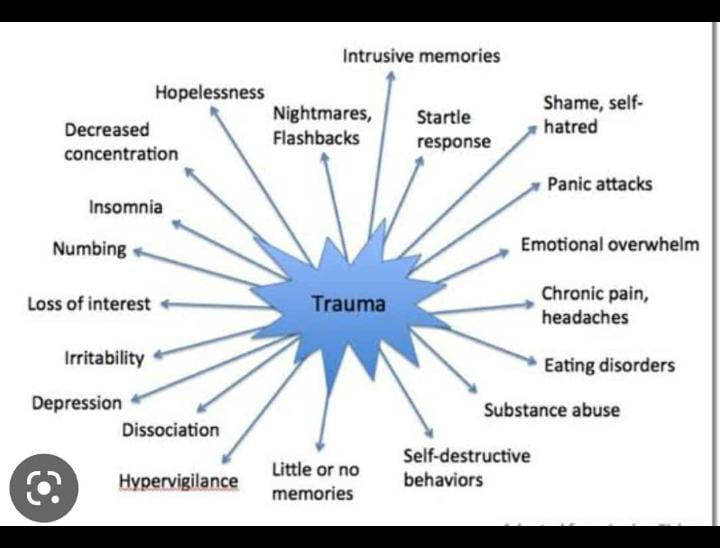 Intrusive memories
Hopelessness
Nightmares,
Flashbacks
Startle
response
Shame, self-
hatred
Decreased
concentration
Panic attacks
Insomnia
Numbing
Emotional overwhelm
Loss of interest
Trauma
Chronic pain,
headaches
Irritability
Eating disorders
Depression
Substance abuse
Dissociation
Self-destructive
behaviors
Hypervigilance
Little or no
memories